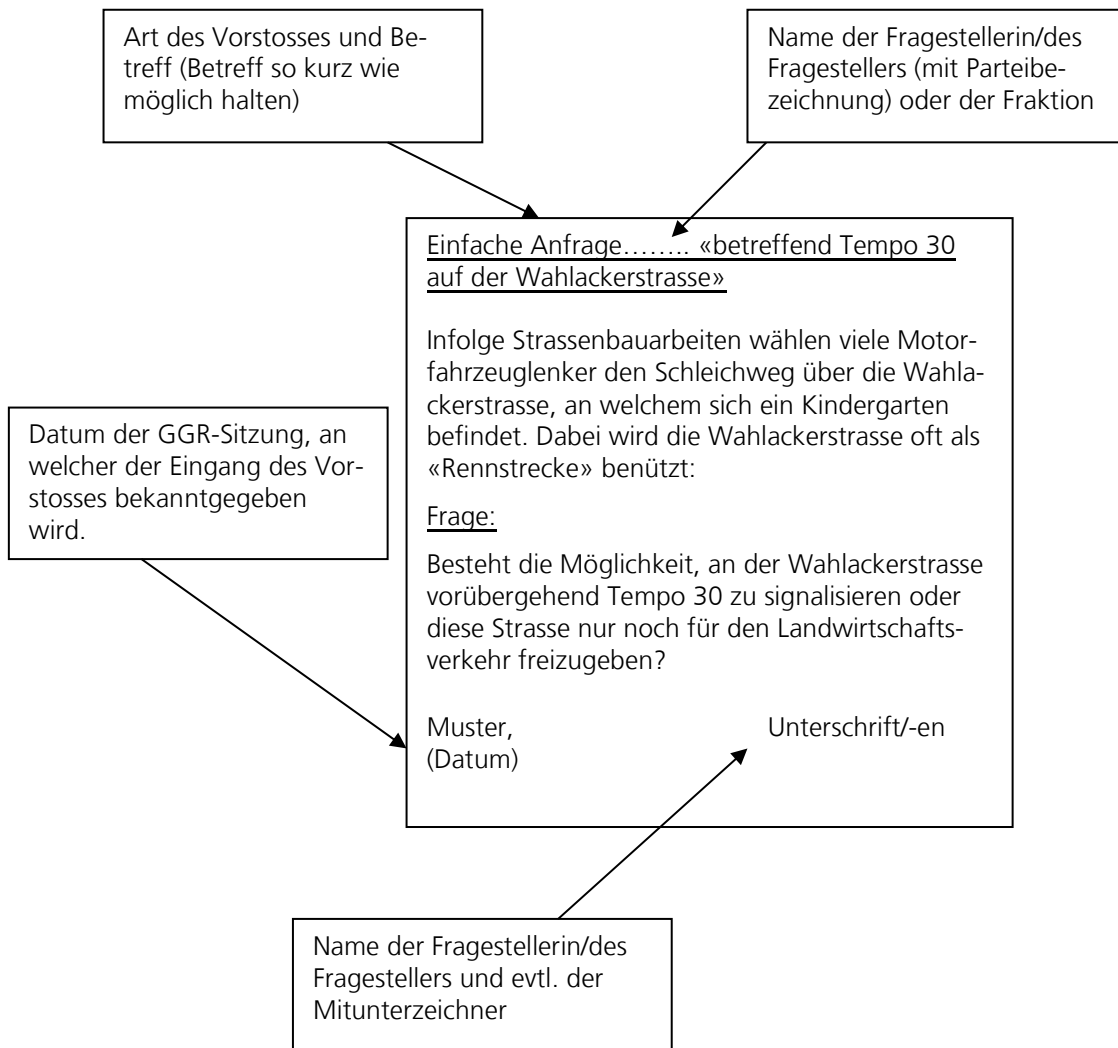 Art des Vorstosses und Be-
treff (Betreff so kurz wie
möglich halten)
Name der Fragestellerin/des
Fragestellers (mit Parteibe-
zeichnung) oder der Fraktion
Einfache Anfrage…….. «betreffend Tempo 30
auf der Wahlackerstrasse»
Infolge Strassenbauarbeiten wählen viele Motor-
fahrzeuglenker den Schleichweg über die Wahla-
ckerstrasse, an welchem sich ein Kindergarten
befindet. Dabei wird die Wahlackerstrasse oft als
«Rennstrecke» benützt:
Datum der GGR-Sitzung, an
welcher der Eingang des Vor-
stosses bekanntgegeben
wird.
Frage:
Besteht die Möglichkeit, an der Wahlackerstrasse
vorübergehend Tempo 30 zu signalisieren oder
diese Strasse nur noch für den Landwirtschafts-
verkehr freizugeben?
Muster, Unterschrift/-en
(Datum)
Name der Fragestellerin/des
Fragestellers und evtl. der
Mitunterzeichner